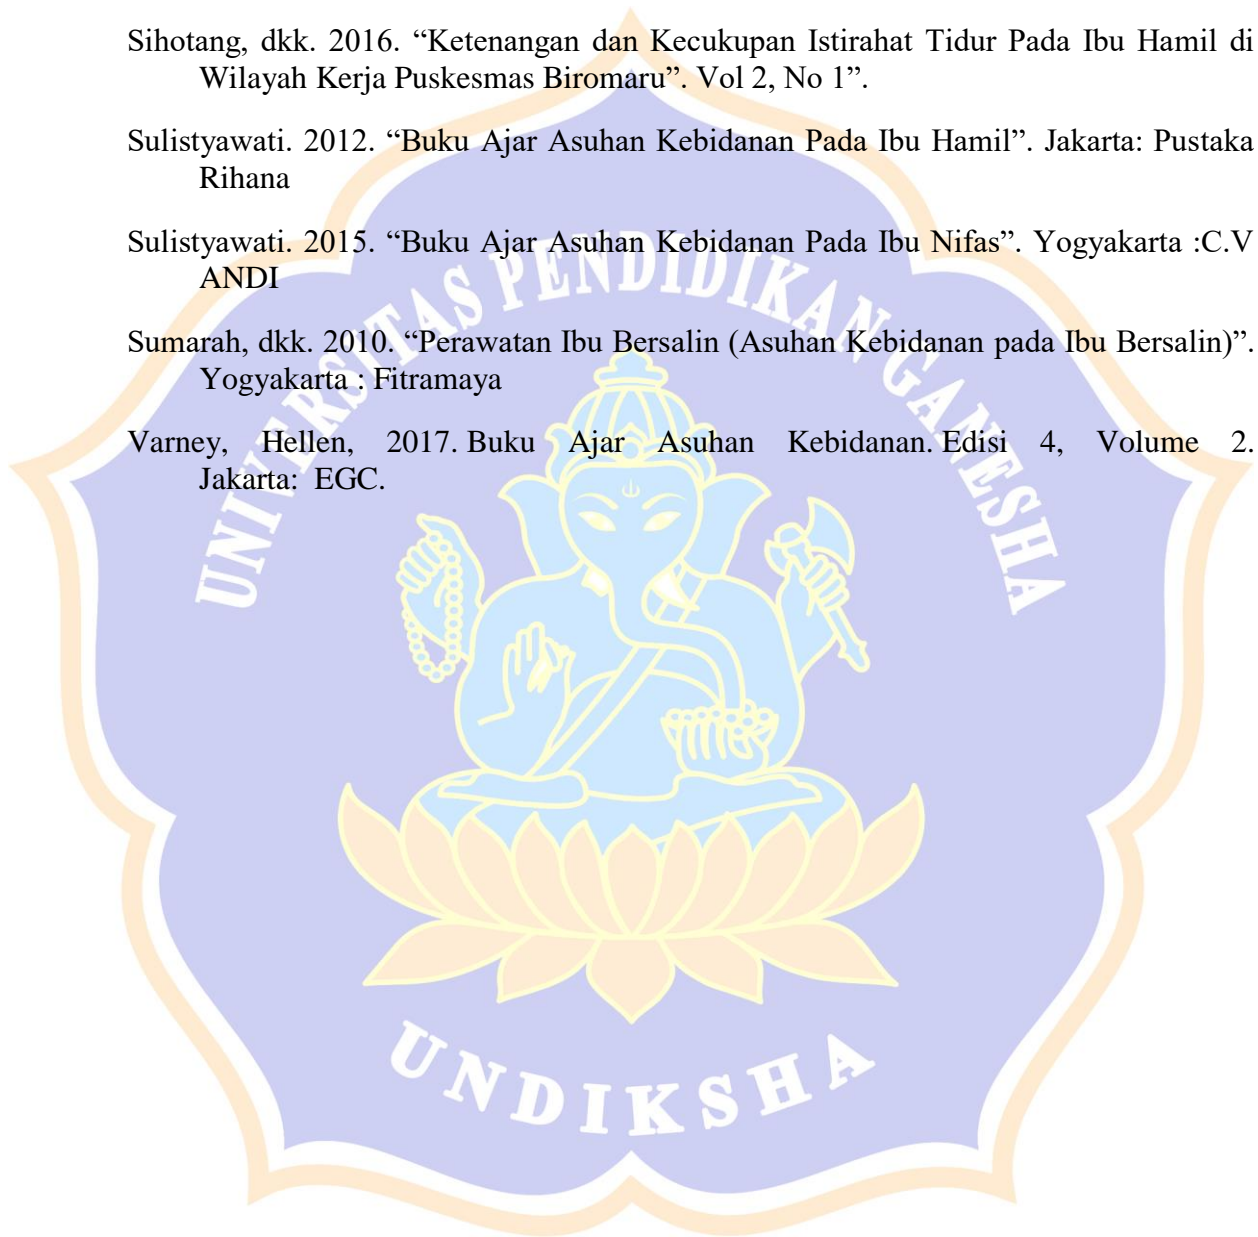 Sihotang, dkk. 2016. “Ketenangan dan Kecukupan Istirahat Tidur Pada Ibu Hamil di
Wilayah Kerja Puskesmas Biromaru”. Vol 2, No 1”.
Sulistyawati. 2012. “Buku Ajar Asuhan Kebidanan Pada Ibu Hamil”. Jakarta: Pustaka
Rihana
Sulistyawati. 2015. “Buku Ajar Asuhan Kebidanan Pada Ibu Nifas”. Yogyakarta :C.V
ANDI
Sumarah, dkk. 2010. “Perawatan Ibu Bersalin (Asuhan Kebidanan pada Ibu Bersalin)”.
Yogyakarta : Fitramaya
Varney, Hellen, 2017. Buku Ajar Asuhan Kebidanan. Edisi 4, Volume 2.
Jakarta: EGC.
UNIVERSITAS PENDIDIKAN GANESHA
UNDIKSHA